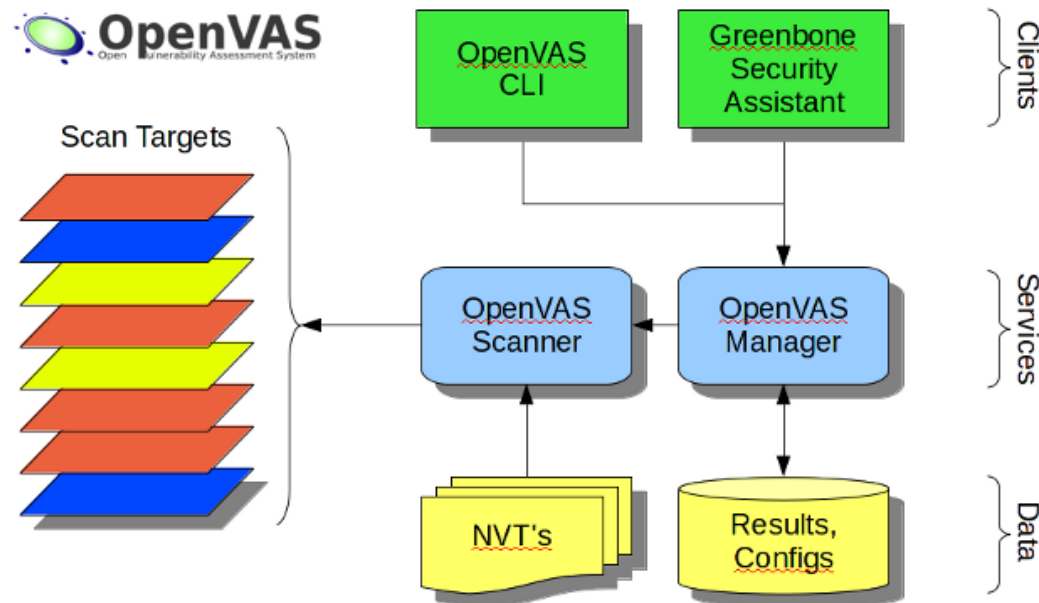 OpenVAS
Open Vulnerability Assessment System
OpenVAS
CLI
Greenbone
Security
Assistant
Clients
Scan Targets
OpenVAS
Scanner
OpenVAS
Manager
Services
NVT's
Results,
Configs
Data